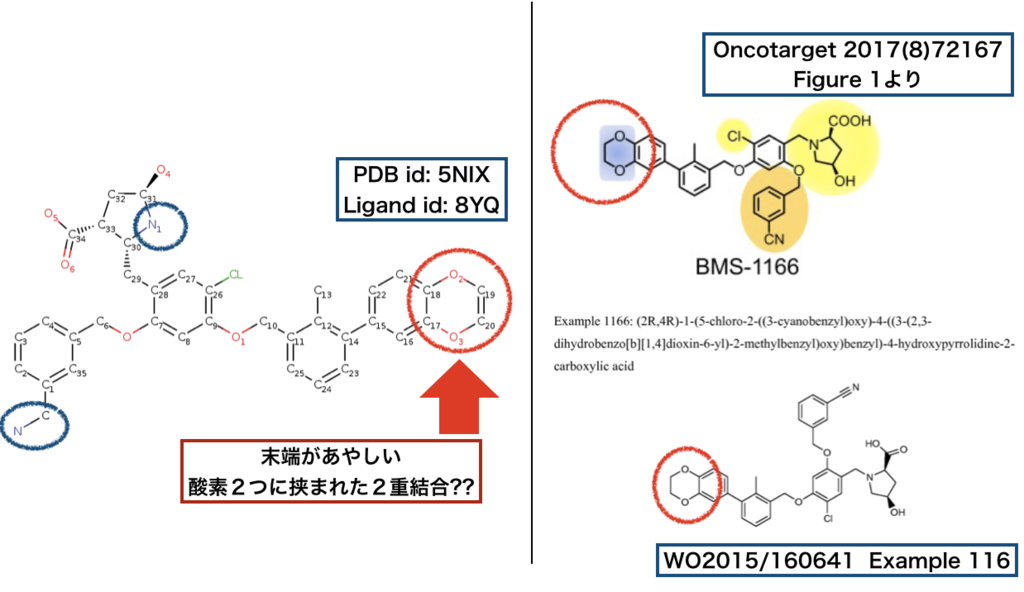 PDB id: 5NIX
Ligand id: 8YQ
O4
C32
C31
O5
C33
N1
C34
C30
O6
C29
C27
CL
C28
C26
C13
C21
O2
C19
C22
C18
C4
C6
C10
C12
C3
C5
O
C7
C9
C11
C14
C17
C20
C8
O1
C16
O3
C2
C35
C25
C23
C1
C24
C
N
末端があやしい
酸素２つに挟まれた２重結合??
Oncotarget 2017(8)72167
Figure 1より
Cl
N
COOH
O
O
O
OH
O
CN
BMS-1166
Example 1166: (2R,4R)-1-(5-chloro-2-((3-cyanobenzyl)oxy)-4-((3-(2,3-
dihydrobenzo[b][1,4]dioxin-6-yl)-2-methylbenzyl)oxy)benzyl)-4-hydroxypyrrolidine-2-
carboxylic acid
N
O
HO
O
O
N
O
O
Cl
OH
WO2015/160641 Example 116